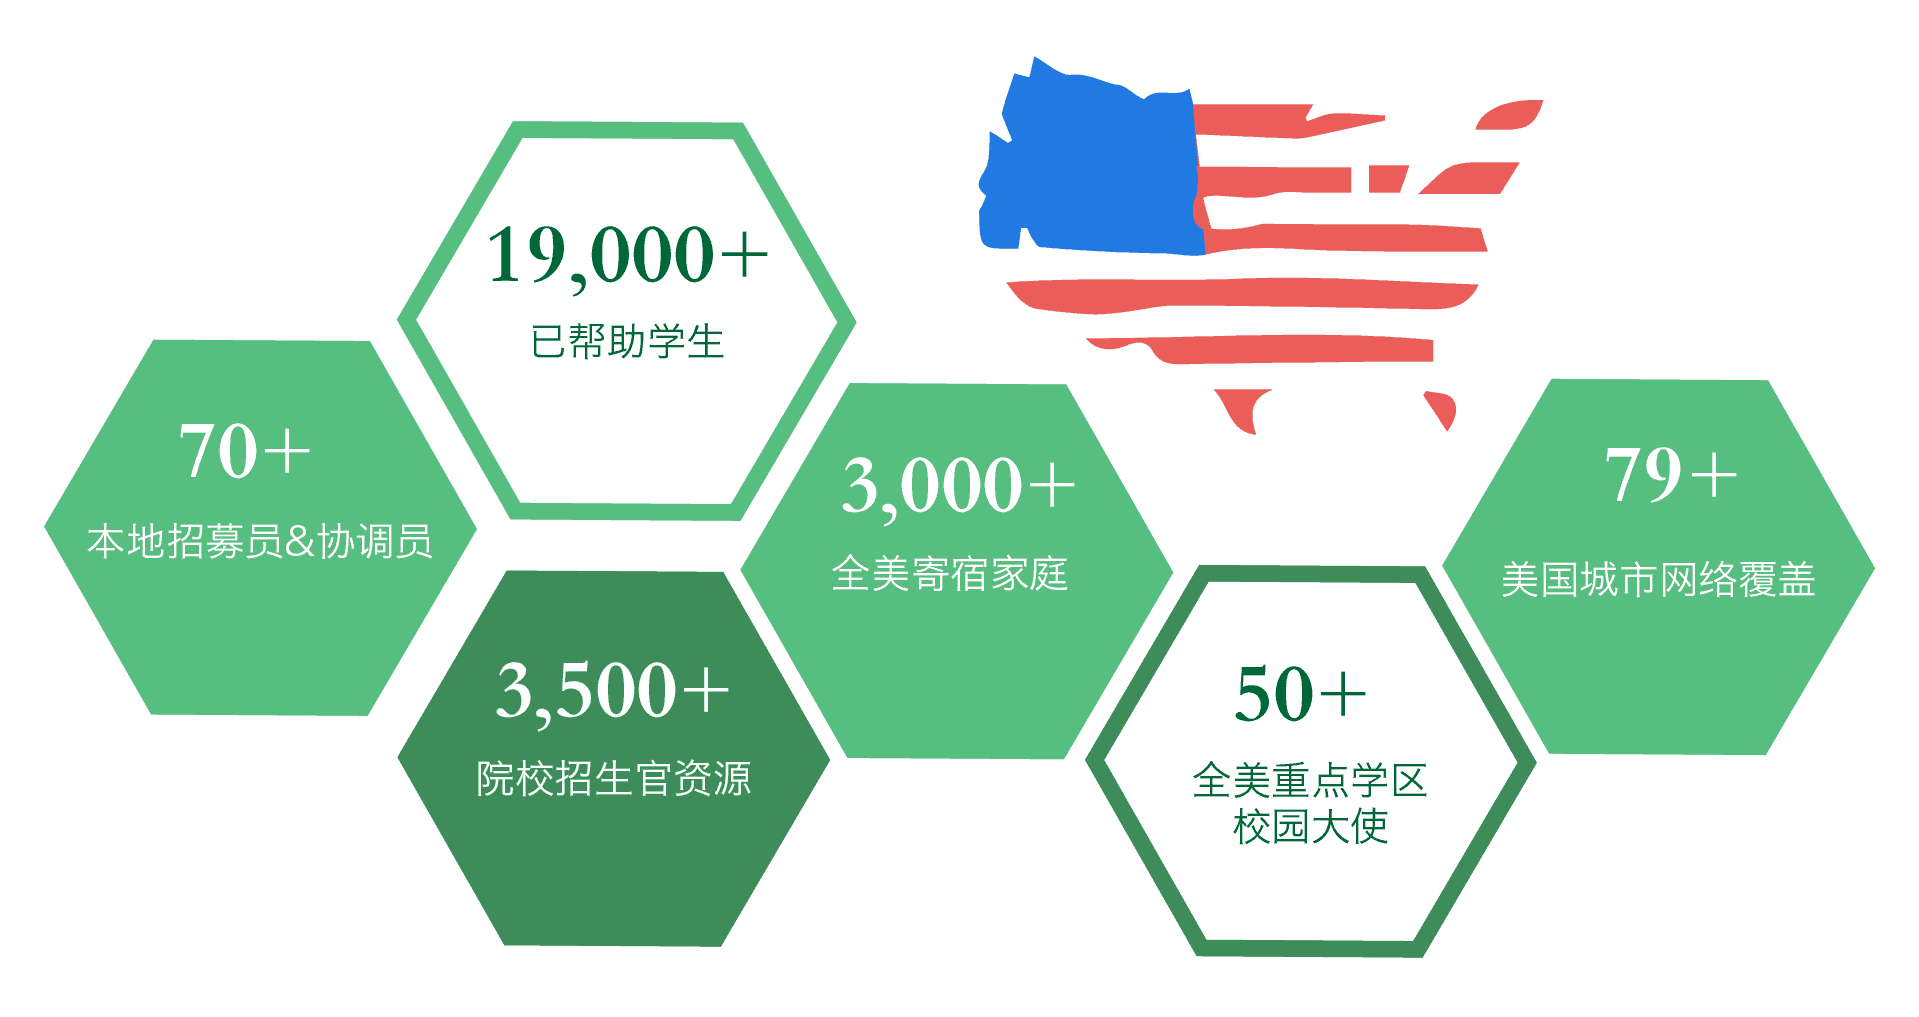 19,000+
已帮助学生
70+
本地招募员&协调员
3,000+
全美寄宿家庭
79+
美国城市网络覆盖
3,500+
院校招生官资源
50+
全美重点学区
校园大使